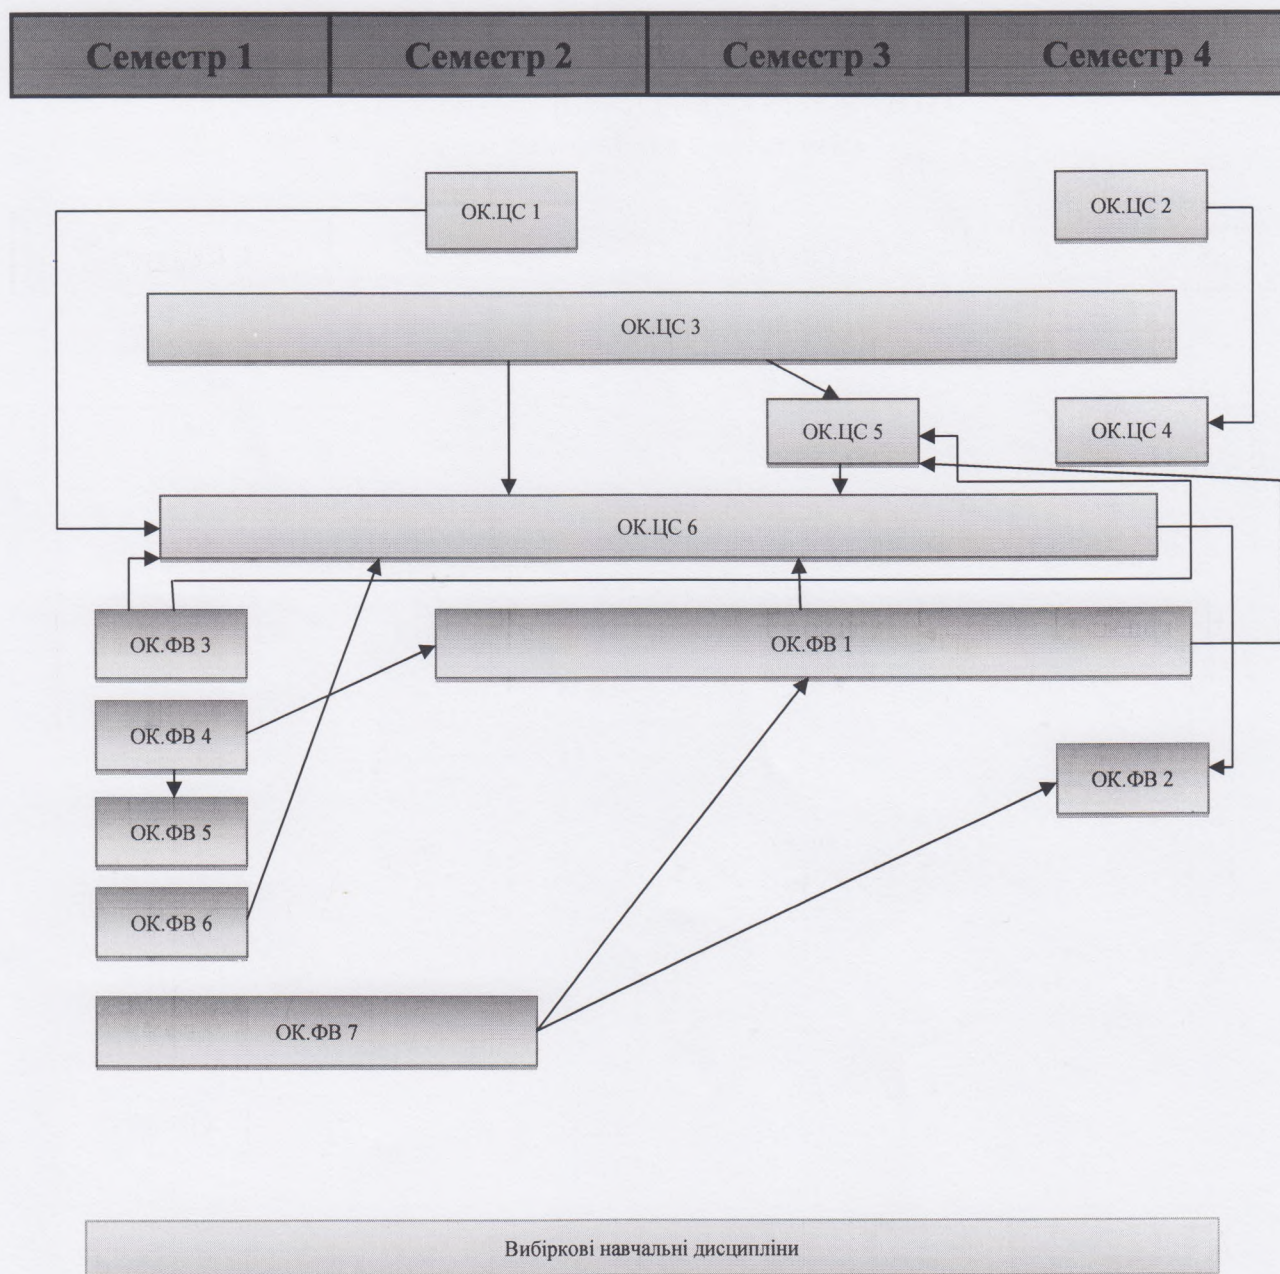 Семестр 1
Семестр 2
Семестр 3
Семестр 4
ОК.ЦС 1
ОК.ЦС 2
ОК.ЦС 3
ОК.ЦС 5
ОК.ЦС 4
ОК.ЦС 6
ОК.ФВ 3
ОК.ФВ 1
ОК.ФВ 4
ОК.ФВ 2
ОК.ФВ 5
ОК.ФВ 6
ОК.ФВ 7
Вибіркові навчальні дисципліни